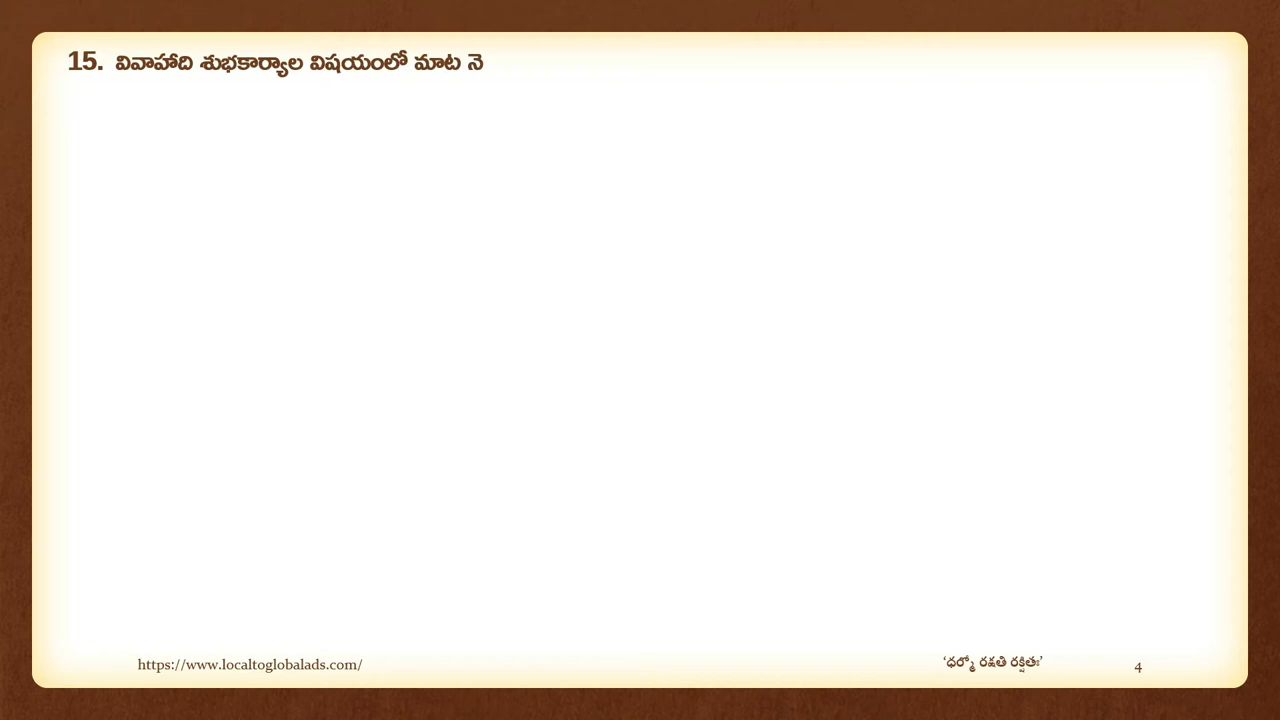 15. వివాహాది శుభకార్యాల విషయంలో మాట నె
https://www.localtoglobalads.com/
‘ధర్మో రక్షతి రక్షితః’
4